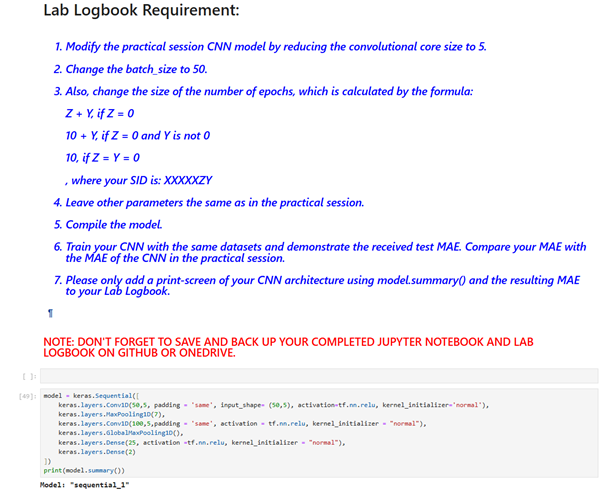 Lab Logbook Requirement:
1. Modify the practical session CNN model by reducing the convolutional core size to 5.
2. Change the batch_size to 50.
3. Also, change the size of the number of epochs, which is calculated by the formula:
Z + Y, if Z = 0
10 + Y, if Z = 0 and Y is not 0
10, if Z = Y = 0
, where your SID is: XXXXXZY
4. Leave other parameters the same as in the practical session.
5. Compile the model.
6. Train your CNN with the same datasets and demonstrate the received test MAE. Compare your MAE with
the MAE of the CNN in the practical session.
7. Please only add a print-screen of your CNN architecture using model.summary() and the resulting MAE
to your Lab Logbook.
¶
NOTE: DON'T FORGET TO SAVE AND BACK UP YOUR COMPLETED JUPYTER NOTEBOOK AND LAB
LOGBOOK ON GITHUB OR ONEDRIVE.
[ ]:
[49]: model = keras.Sequential([
keras.layers.Conv1D(50,5, padding = 'same', input_shape= (50,5), activation=tf.nn.relu, kernel_initializer='normal'),
keras.layers.MaxPooling1D(7),
keras.layers.Conv1D(100,5,padding = 'same', activation = tf.nn.relu, kernel_initializer = "normal"),
keras.layers.GlobalMaxPooling1D(),
keras.layers.Dense(25, activation =tf.nn.relu, kernel_initializer = "normal"),
keras.layers.Dense(2)
])
print(model.summary())
Model: "sequential_1"